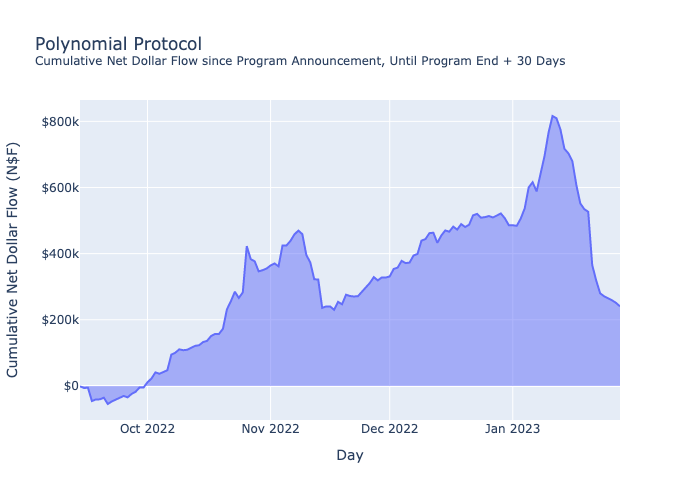 Polynomial Protocol
Cumulative Net Dollar Flow since Program Announcement, Until Program End + 30 Days
Cumulative Net Dollar Flow (N$F)
$800k
$600k
$400k
$200k
$0
Oct 2022
Nov 2022
Dec 2022
Jan 2023
Day